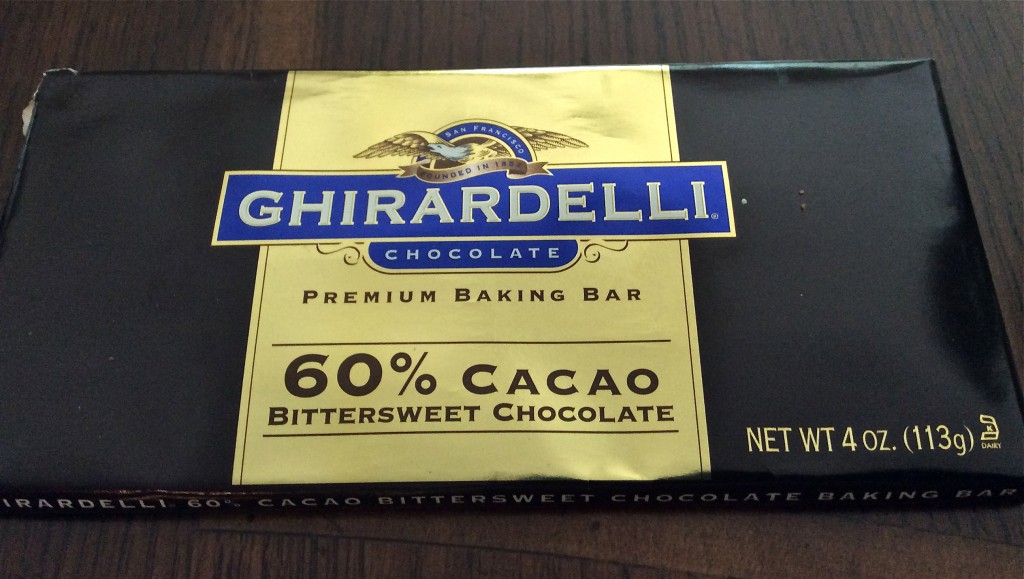 SAN FRANCISCO
FOUNDED IN 1852
GHIRARDELLI®
CHOCOLATE
PREMIUM BAKING BAR
60% CACAO
BITTERSWEET CHOCOLATE
NET WT 4 OZ. (113g)
K D
DAIRY
IRARDELLI® 60% CACAO BITTERSWEET CHOCOLATE BAKING BAR